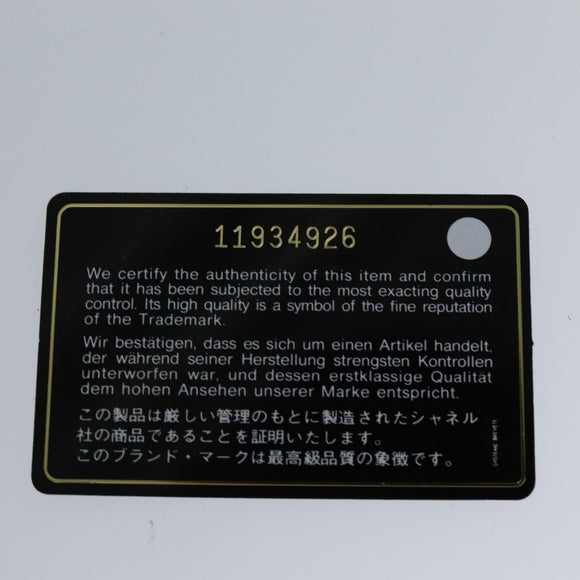 11934926
We certify the authenticity of this item and confirm
that it has been subjected to the most exacting quality
control. Its high quality is a symbol of the fine reputation
of the Trademark.
Wir bestätigen, dass es sich um einen Artikel handelt,
der während seiner Herstellung strengsten Kontrollen
unterworfen war, und dessen erstklassige Qualität
dem hohen Ansehen unserer Marke entspricht.
この製品は厳しい管理のもとに製造されたシャネル
社の商品であることを証明いたします。
このブランド・マークは最高級品質の象徴です。
SYSTEME BREVETE